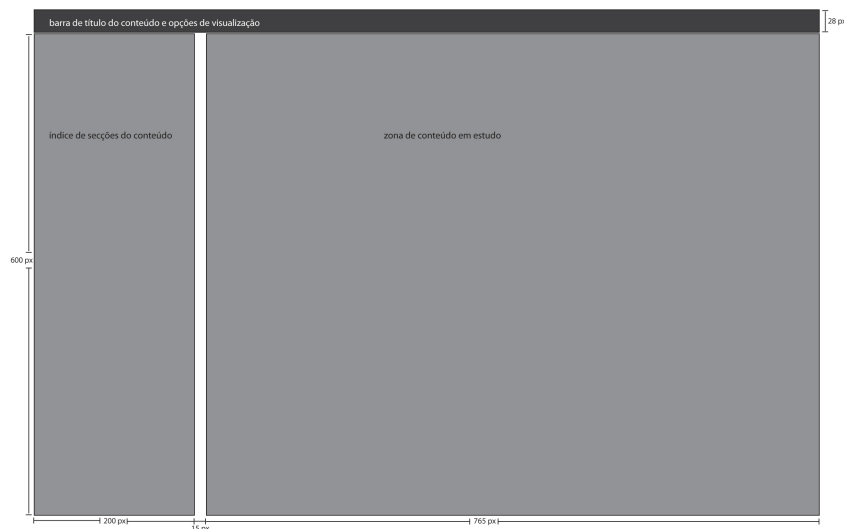 barra de título do conteúdo e opções de visualização
28 px
índice de secções do conteúdo
zona de conteúdo em estudo
600 px
200 px
15 px
765 px